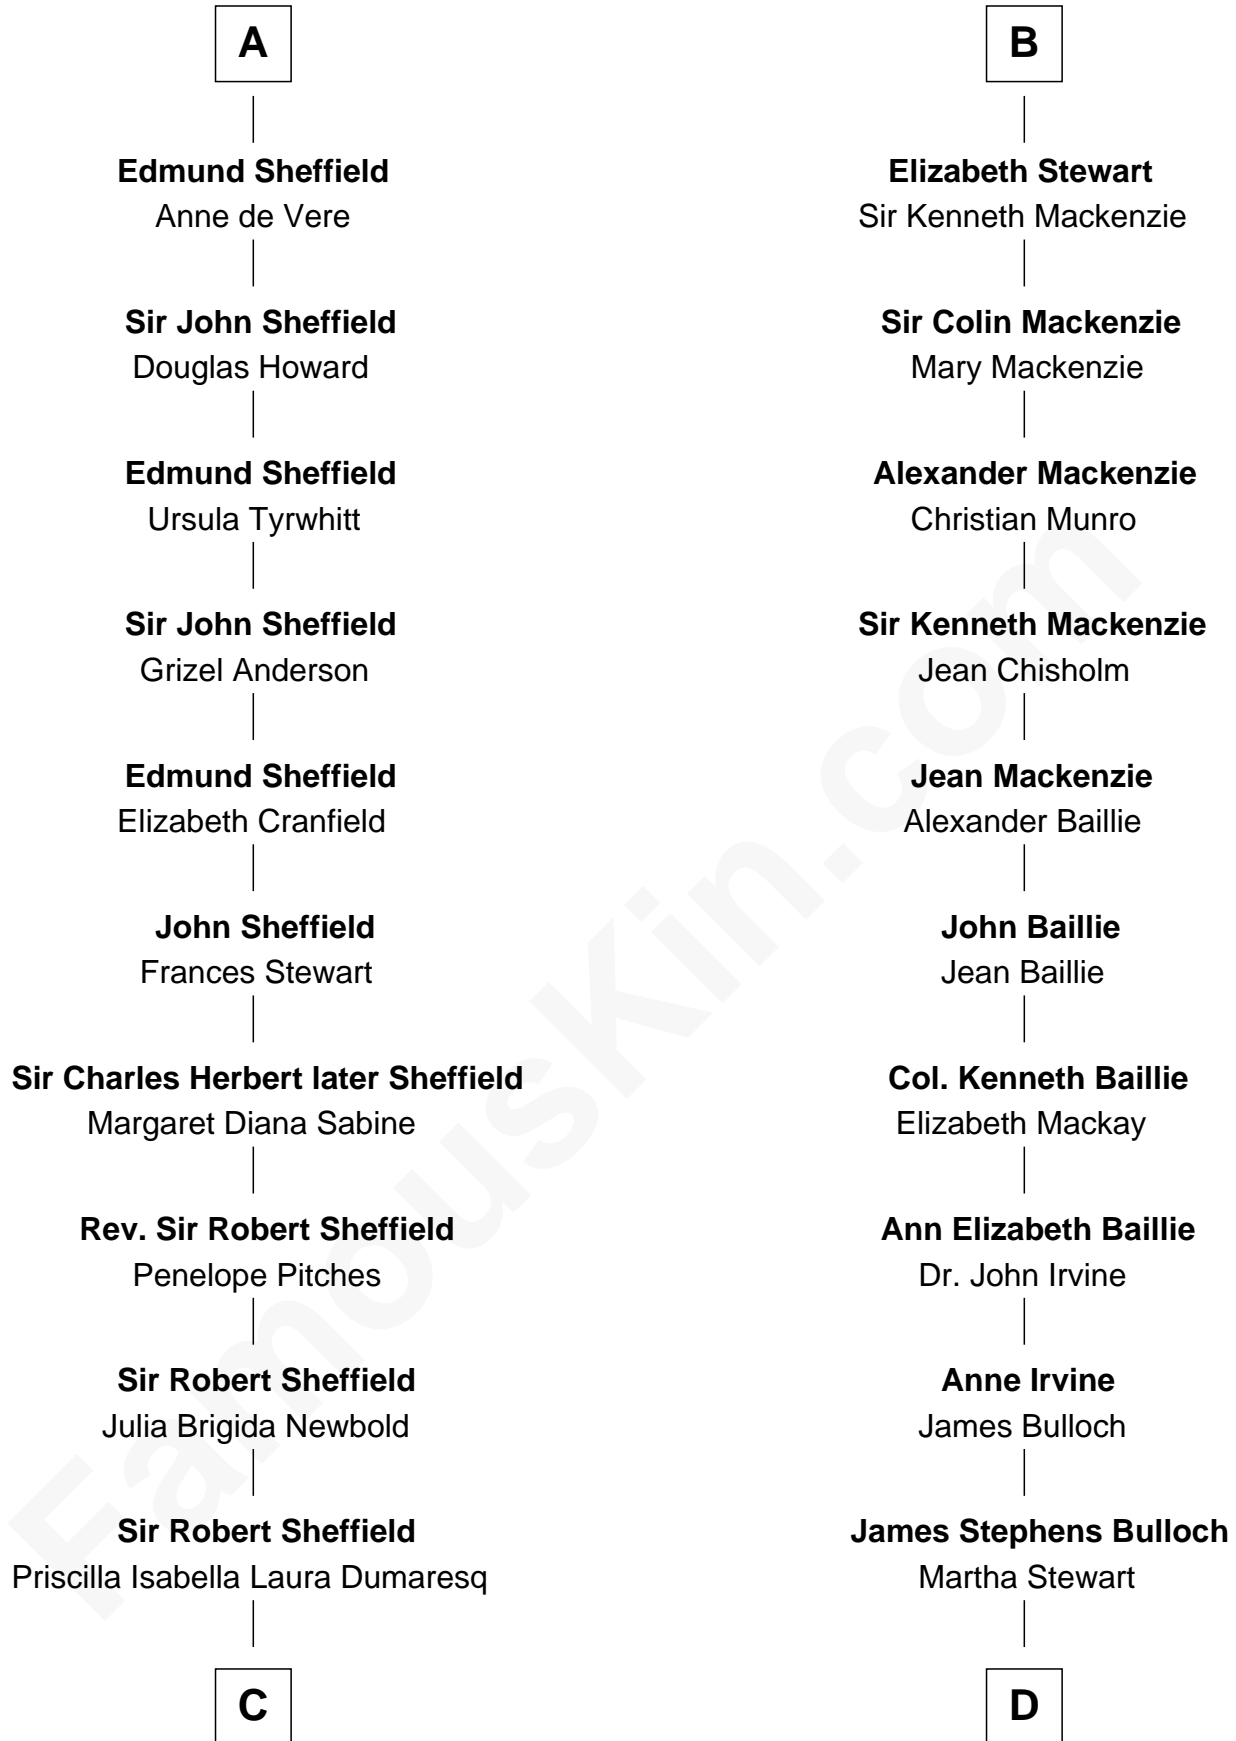 A
Edmund Sheffield
Anne de Vere
Sir John Sheffield
Douglas Howard
Edmund Sheffield
Ursula Tyrwhitt
Sir John Sheffield
Grizel Anderson
Edmund Sheffield
Elizabeth Cranfield
John Sheffield
Frances Stewart
Sir Charles Herbert later Sheffield
Margaret Diana Sabine
Rev. Sir Robert Sheffield
Penelope Pitches
Sir Robert Sheffield
Julia Brigida Newbold
Sir Robert Sheffield
Priscilla Isabella Laura Dumaresq
C
B
Elizabeth Stewart
Sir Kenneth Mackenzie
Sir Colin Mackenzie
Mary Mackenzie
Alexander Mackenzie
Christian Munro
Sir Kenneth Mackenzie
Jean Chisholm
Jean Mackenzie
Alexander Baillie
John Baillie
Jean Baillie
Col. Kenneth Baillie
Elizabeth Mackay
Ann Elizabeth Baillie
Dr. John Irvine
Anne Irvine
James Bulloch
James Stephens Bulloch
Martha Stewart
D
FamousKin.com